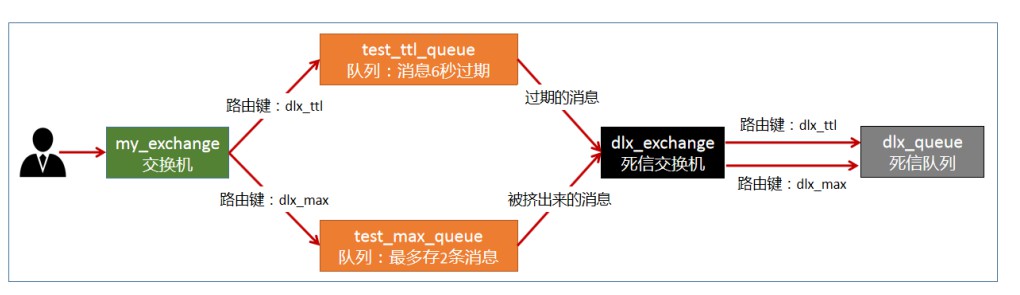 test_ttl_queue
队列：消息6秒过期
路由键：dlx_ttl
过期的消息
my_exchange
交换机
dlx_exchange
死信交换机
路由键：dlx_ttl
dlx_queue
死信队列
路由键：dlx_max
路由键：dlx_max
被挤出来的消息
test_max_queue
队列：最多存2条消息